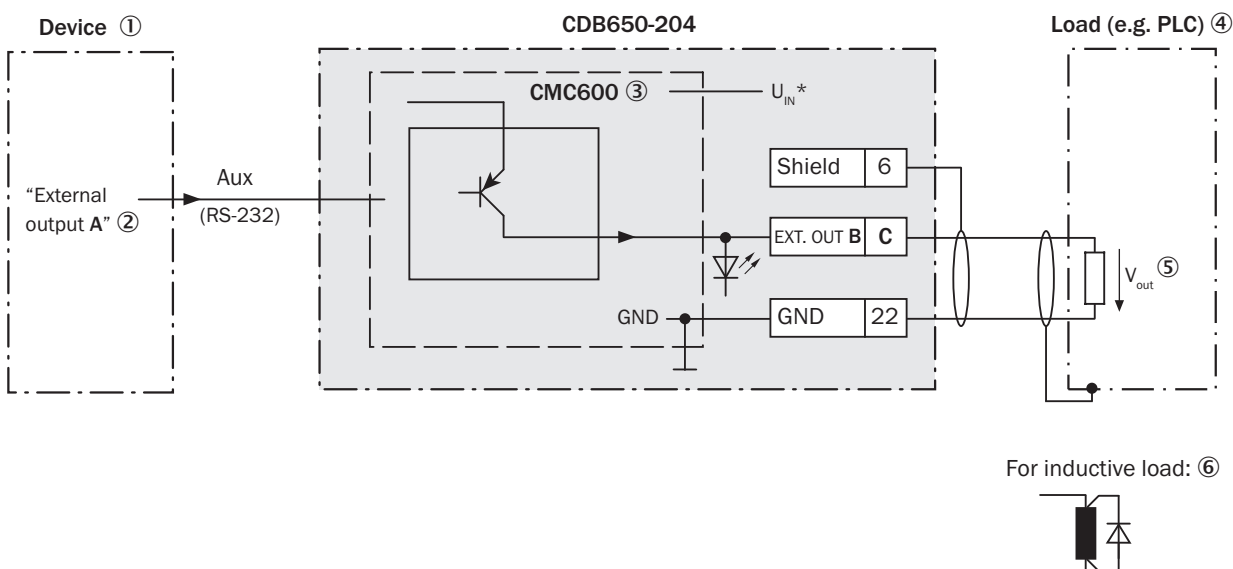 Device ①
CDB650-204
Load (e.g. PLC) ④
CMC600 ③
U_IN*
"External
output A" ②
Aux
(RS-232)
Shield 6
EXT. OUT B C
V_out ⑤
GND
GND 22
For inductive load: ⑥